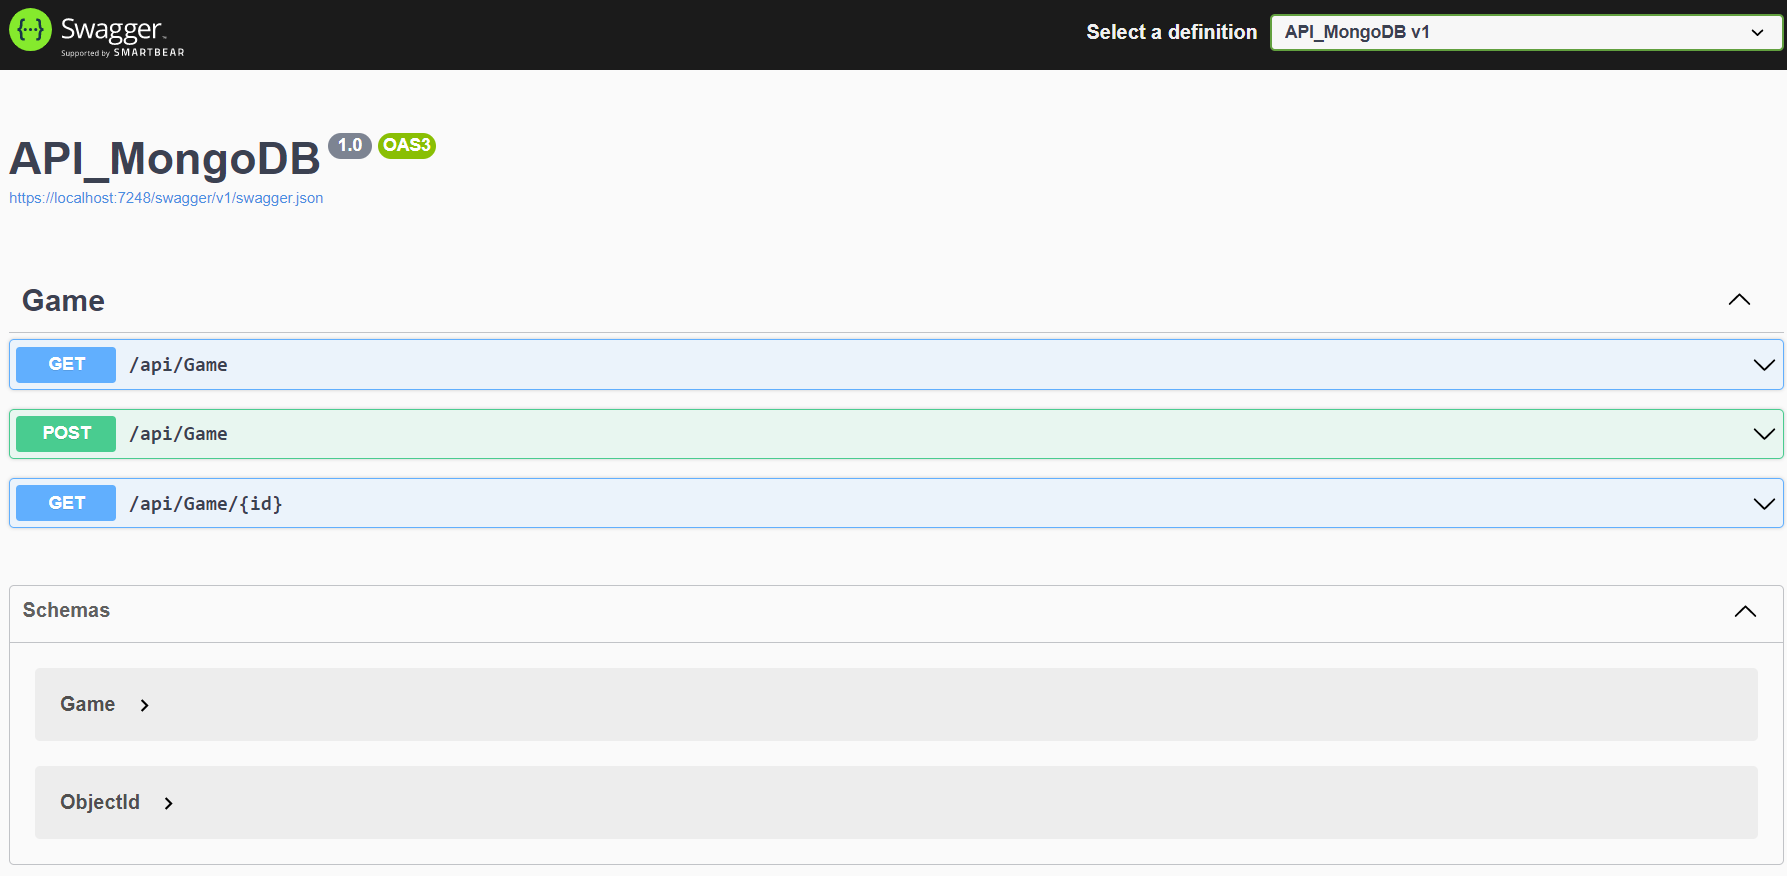 {···} Swagger™
Supported by SMARTBEAR
Select a definition
API_MongoDB v1
API_MongoDB 1.0 OAS3
https://localhost:7248/swagger/v1/swagger.json
Game
GET /api/Game
POST /api/Game
GET /api/Game/{id}
Schemas
Game
ObjectId